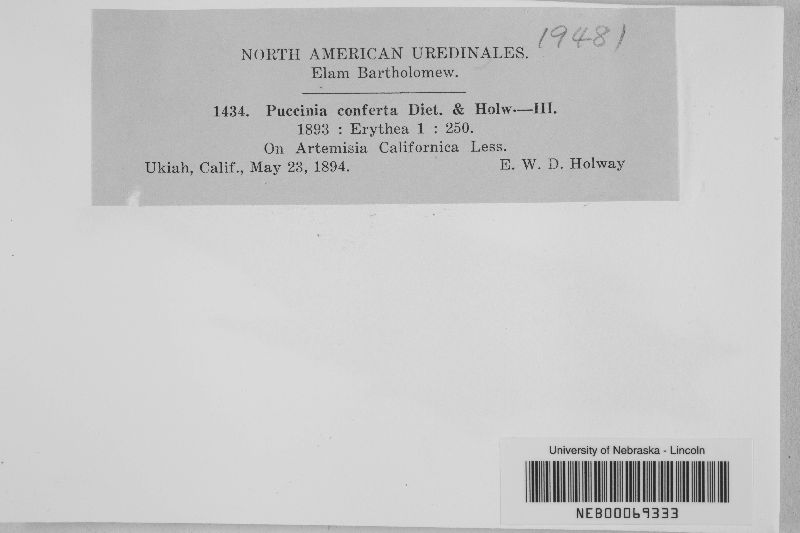 19481
NORTH AMERICAN UREDINALES.
Elam Bartholomew.
1434. Puccinia conferta Diet. & Holw.—III.
1893 : Erythea 1 : 250.
On Artemisia Californica Less.
Ukiah, Calif., May 23, 1894. E. W. D. Holway
University of Nebraska - Lincoln
NEB00069333